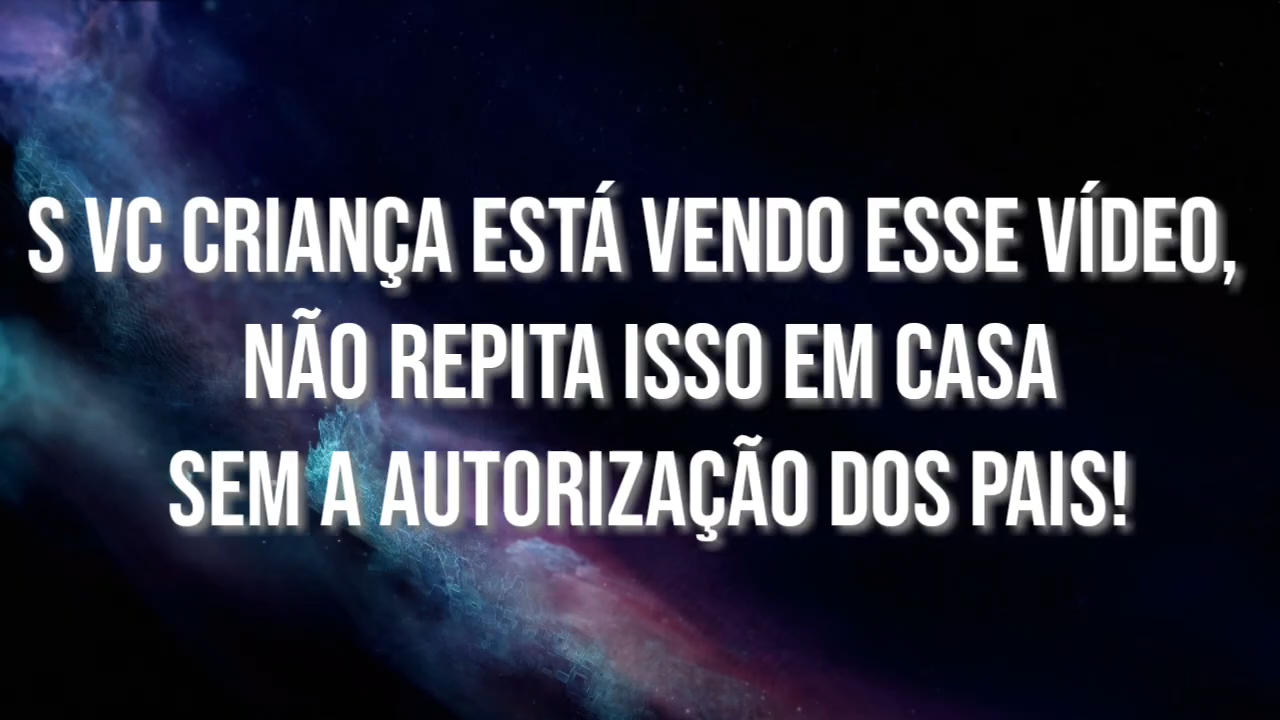 S VC CRIANÇA ESTÁ VENDO ESSE VÍDEO,
NÃO REPITA ISSO EM CASA
SEM A AUTORIZAÇÃO DOS PAIS!